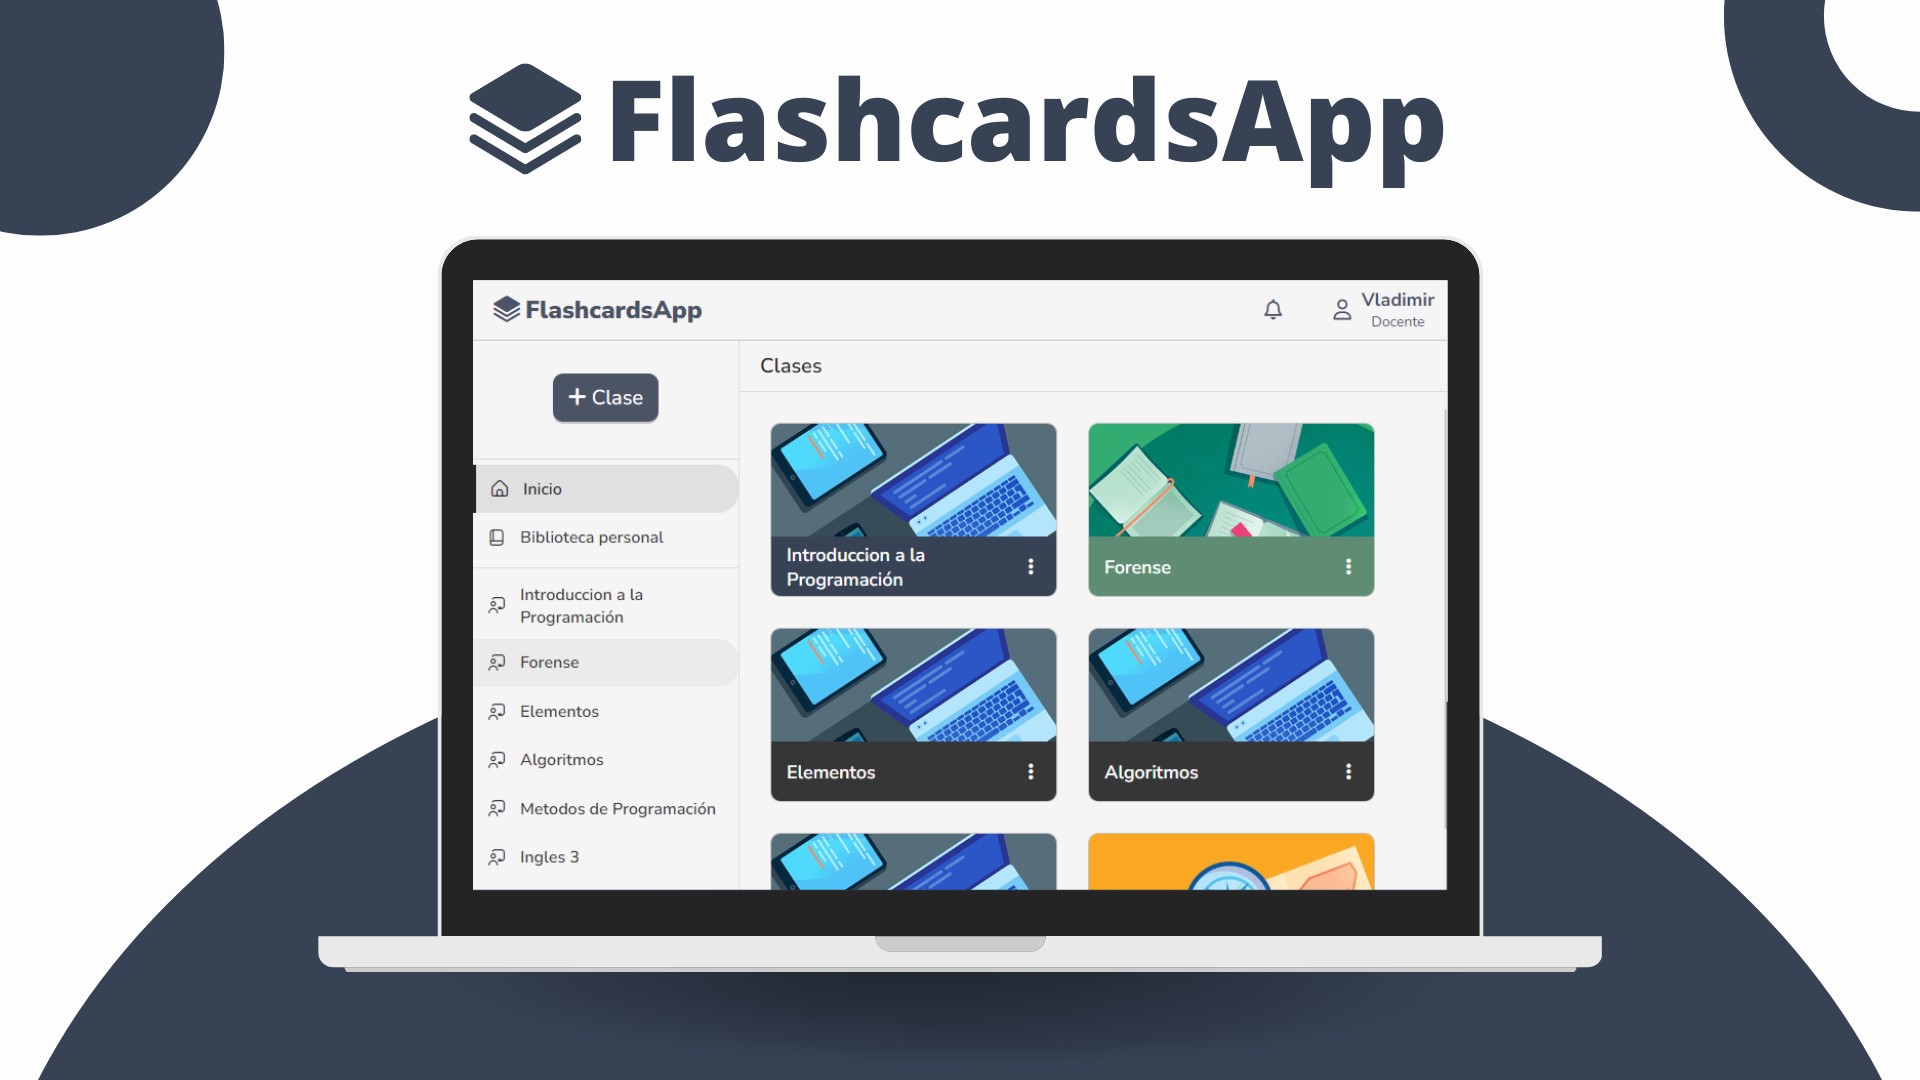 FlashcardsApp
FlashcardsApp
Vladimir
Docente
Clase
Inicio
Biblioteca personal
Introduccion a la
Programación
Forense
Elementos
Algoritmos
Metodos de Programación
Ingles 3
Clases
Introduccion a la
Programación
Forense
Elementos
Algoritmos